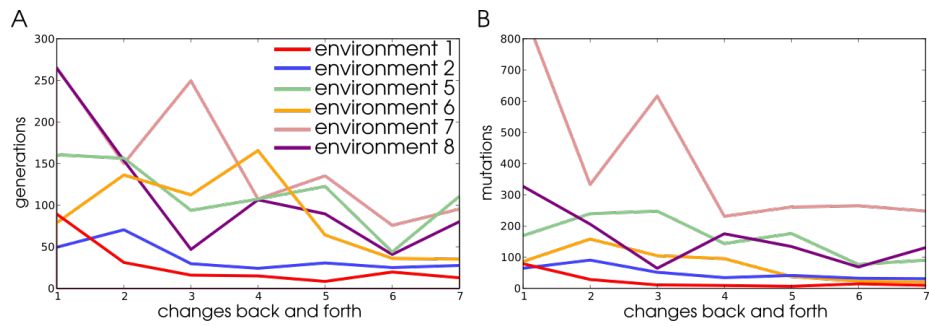 A
B
300
250
200
150
100
50
0
generations
1 2 3 4 5 6 7
changes back and forth
environment 1
environment 2
environment 5
environment 6
environment 7
environment 8
800
700
600
500
400
300
200
100
0
mutations
1 2 3 4 5 6 7
changes back and forth